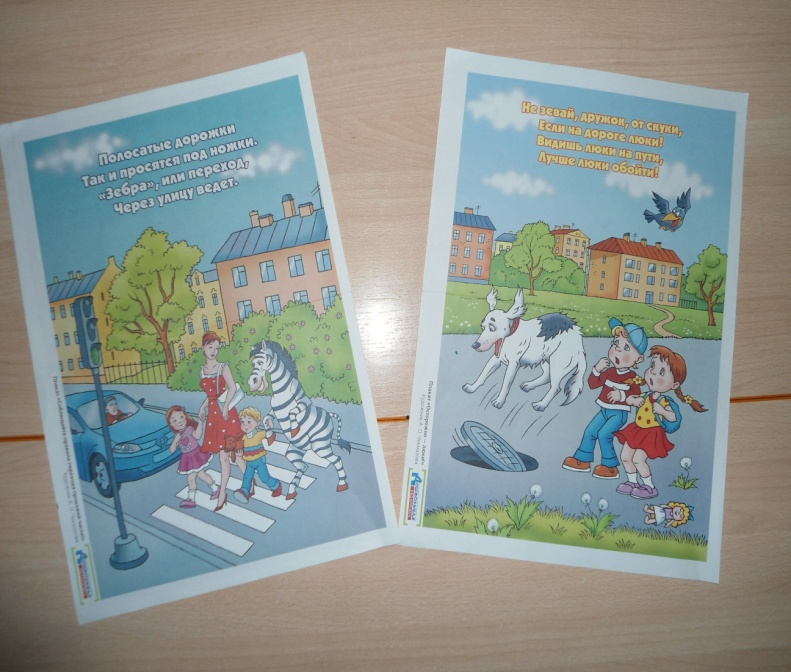 Полосатые дорожки
Так и просятся под ножки.
«Зебра», или переход,
Через улицу ведет.
Не зевай, дружок, от скуки,
Если на дороге люки!
Видишь люки на пути,
Лучше люки обойти!